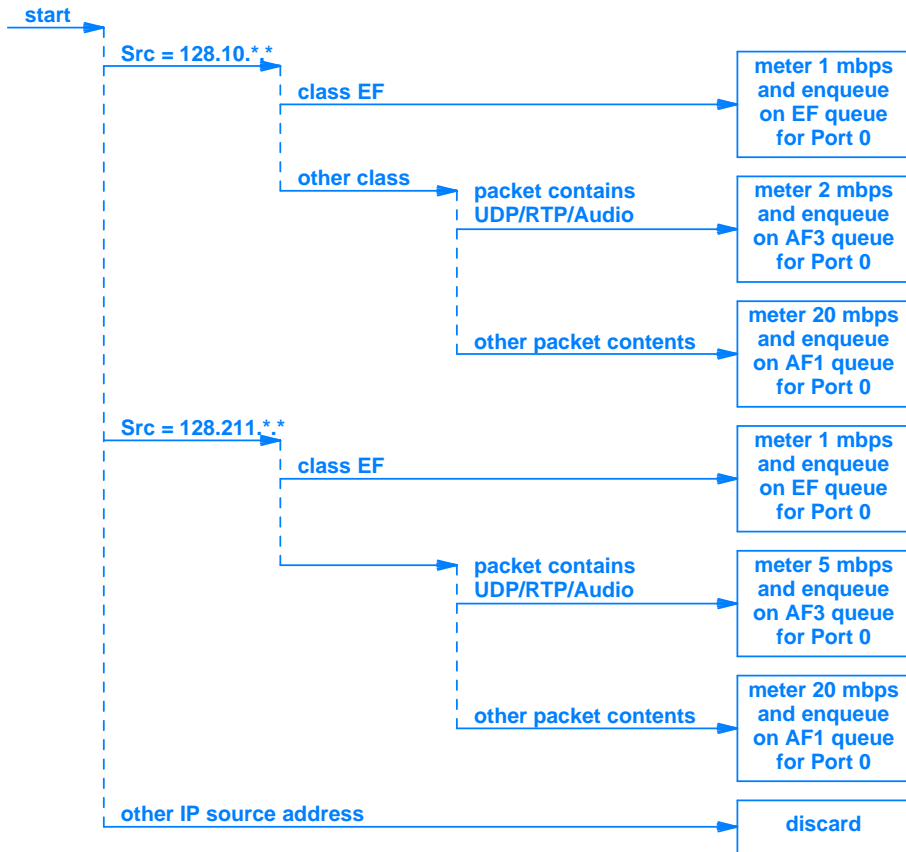 start
Src = 128.10.*.*
class EF
meter 1 mbps
and enqueue
on EF queue
for Port 0
other class
packet contains
UDP/RTP/Audio
meter 2 mbps
and enqueue
on AF3 queue
for Port 0
other packet contents
meter 20 mbps
and enqueue
on AF1 queue
for Port 0
Src = 128.211.*.*
class EF
meter 1 mbps
and enqueue
on EF queue
for Port 0
packet contains
UDP/RTP/Audio
meter 5 mbps
and enqueue
on AF3 queue
for Port 0
other packet contents
meter 20 mbps
and enqueue
on AF1 queue
for Port 0
other IP source address
discard